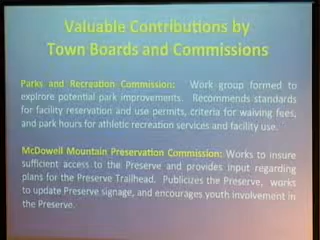 Valuable Contributions by
Town Boards and Commissions
Parks and Recreation Commission: Work group formed to
explrore potential park improvements. Recommends standards
for facility reservation and use permits, criteria for waiving fees,
and park hours for athletic recreation services and facility use.
McDowell Mountain Preservation Commission: Works to insure
sufficient access to the Preserve and provides input regarding
plans for the Preserve Trailhead. Publicizes the Preserve, works
to update Preserve signage, and encourages youth involvement in
the Preserve.